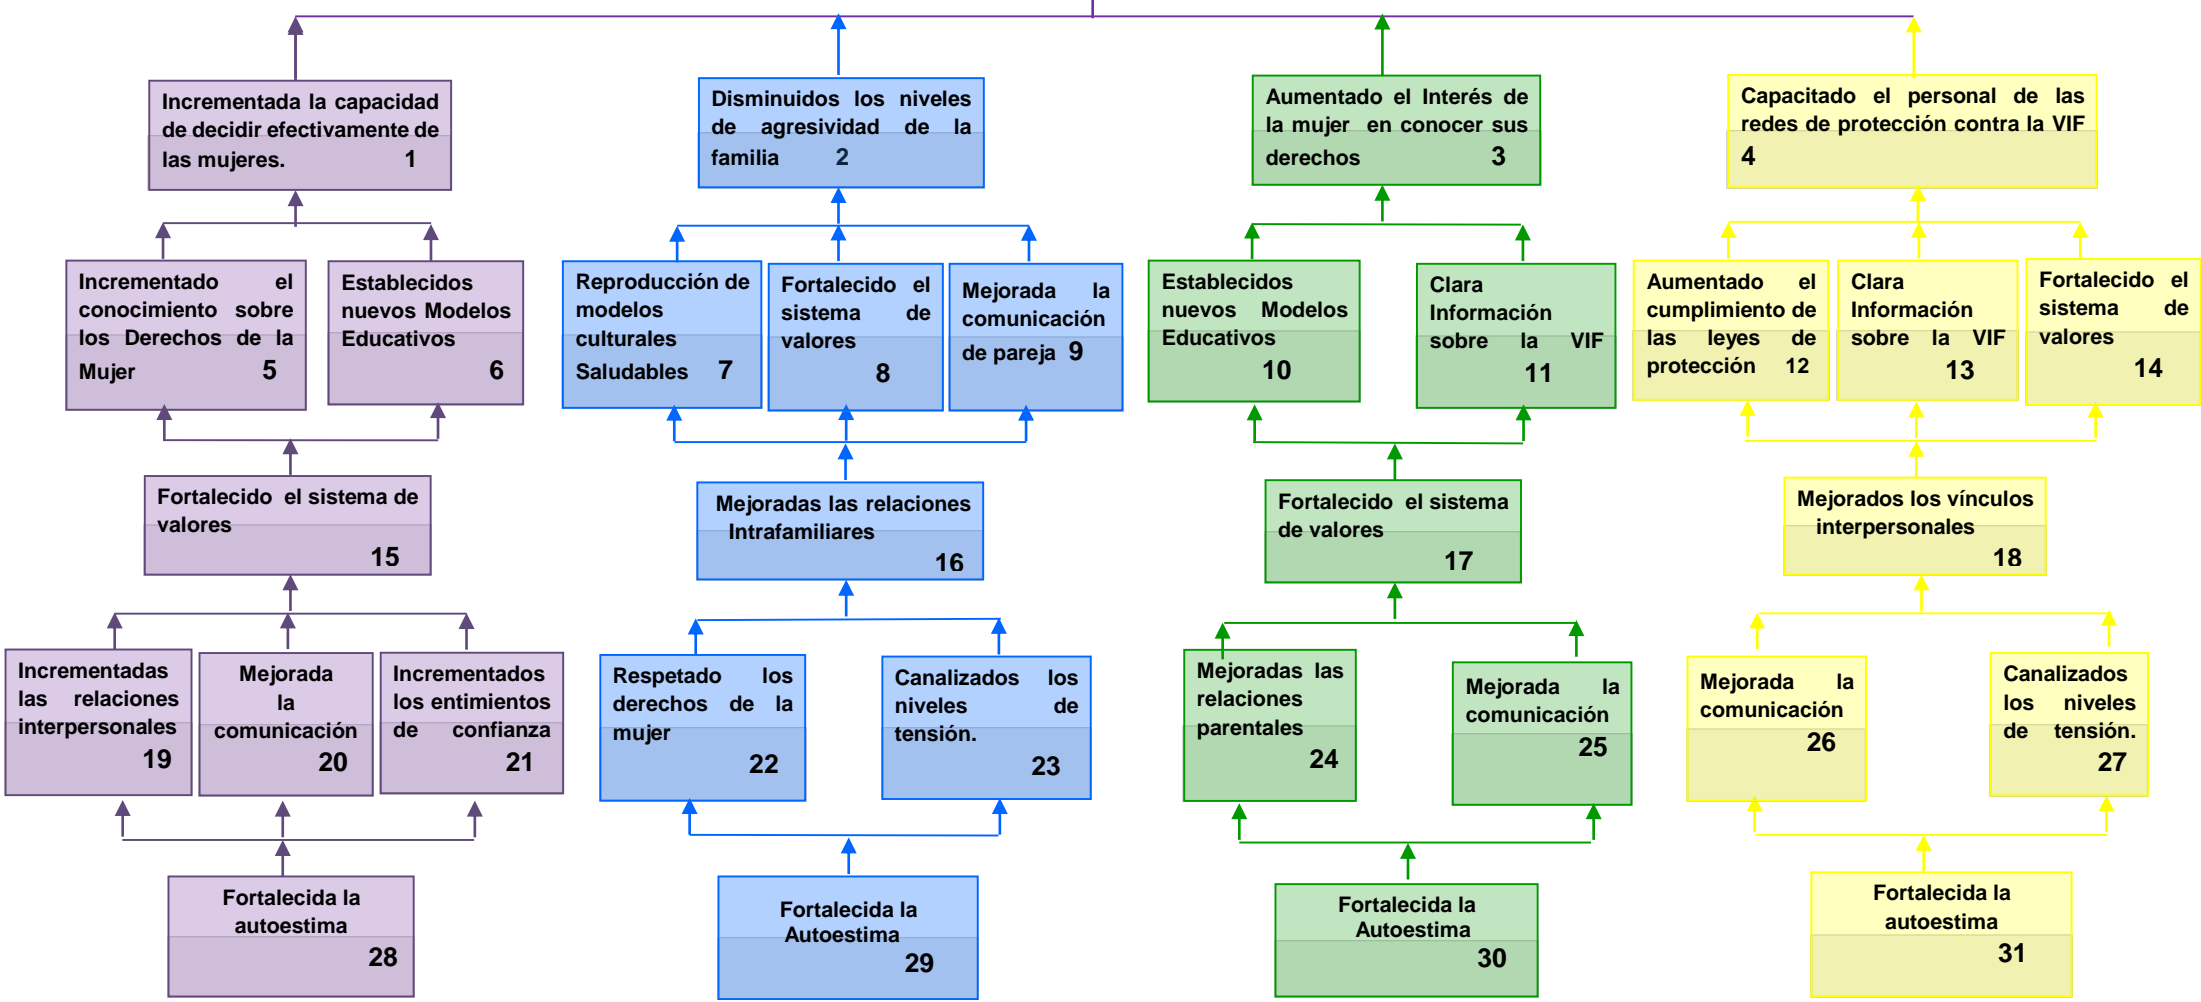 Incrementada la capacidad
de decidir efectivamente de
las mujeres. 1
Disminuidos los niveles
de agresividad de la
familia 2
Aumentado el Interés de
la mujer en conocer sus
derechos 3
Capacitado el personal de las
redes de protección contra la VIF
4
Incrementado el
conocimiento sobre
los Derechos de la
Mujer 5
Establecidos
nuevos Modelos
Educativos
6
Reproducción de
modelos
culturales
Saludables 7
Fortalecido el
sistema de
valores
8
Mejorada la
comunicación
de pareja 9
Establecidos
nuevos Modelos
Educativos
10
Clara
Información
sobre la VIF
11
Aumentado el
cumplimiento de
las leyes de
protección 12
Clara
Información
sobre la VIF
13
Fortalecido el
sistema de
valores
14
Fortalecido el sistema de
valores
15
Mejoradas las relaciones
Intrafamiliares
16
Fortalecido el sistema
de valores
17
Mejorados los vínculos
interpersonales
18
Incrementadas
las relaciones
interpersonales
19
Mejorada
la
comunicación
20
Incrementados
los entimientos
de confianza
21
Respetado los
derechos de la
mujer
22
Canalizados los
niveles de
tensión.
23
Mejoradas las
relaciones
parentales
24
Mejorada la
comunicación
25
Mejorada la
comunicación
26
Canalizados
los niveles
de tensión.
27
Fortalecida la
autoestima
28
Fortalecida la
Autoestima
29
Fortalecida la
Autoestima
30
Fortalecida la
autoestima
31